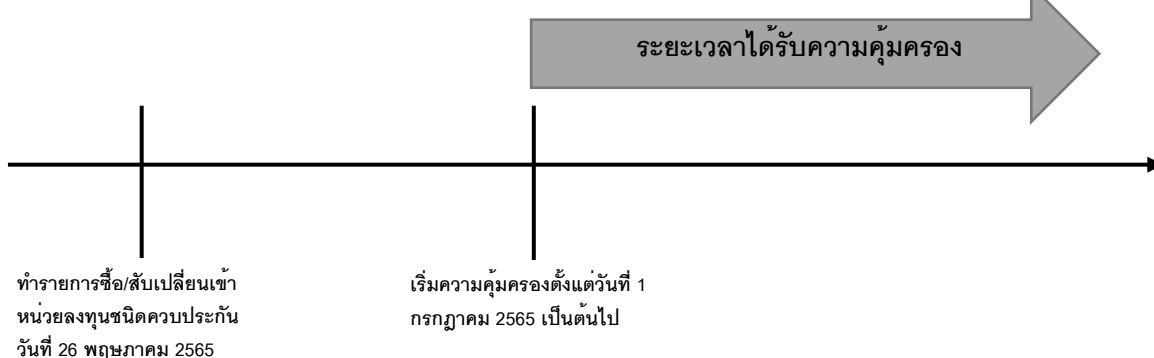 ระยะเวลาได้รับความคุ้มครอง
ทำรายการซื้อ/สับเปลี่ยนเข้า
หน่วยลงทุนชนิดควบประกัน
วันที่ 26 พฤษภาคม 2565
เริ่มความคุ้มครองตั้งแต่วันที่ 1
กรกฎาคม 2565 เป็นต้นไป